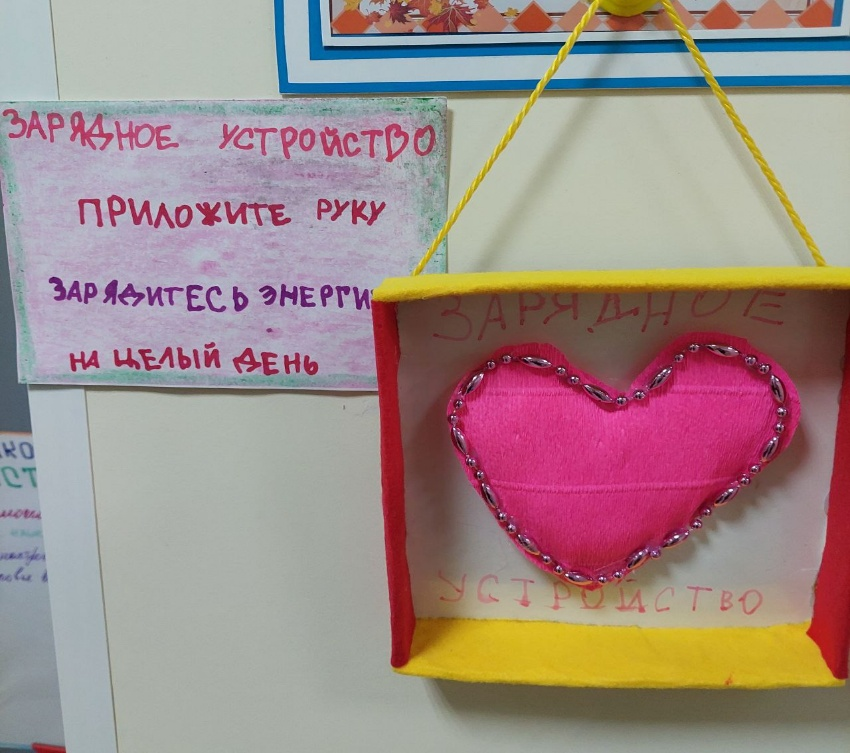 ЗАРЯДНОЕ УСТРОЙСТВО
ПРИЛОЖИТЕ РУКУ
ЗАРЯДИТЕСЬ ЭНЕРГИ
НА ЦЕЛЫЙ ДЕНЬ
ЗАРЯДНОЕ
УСТРОЙСТВО